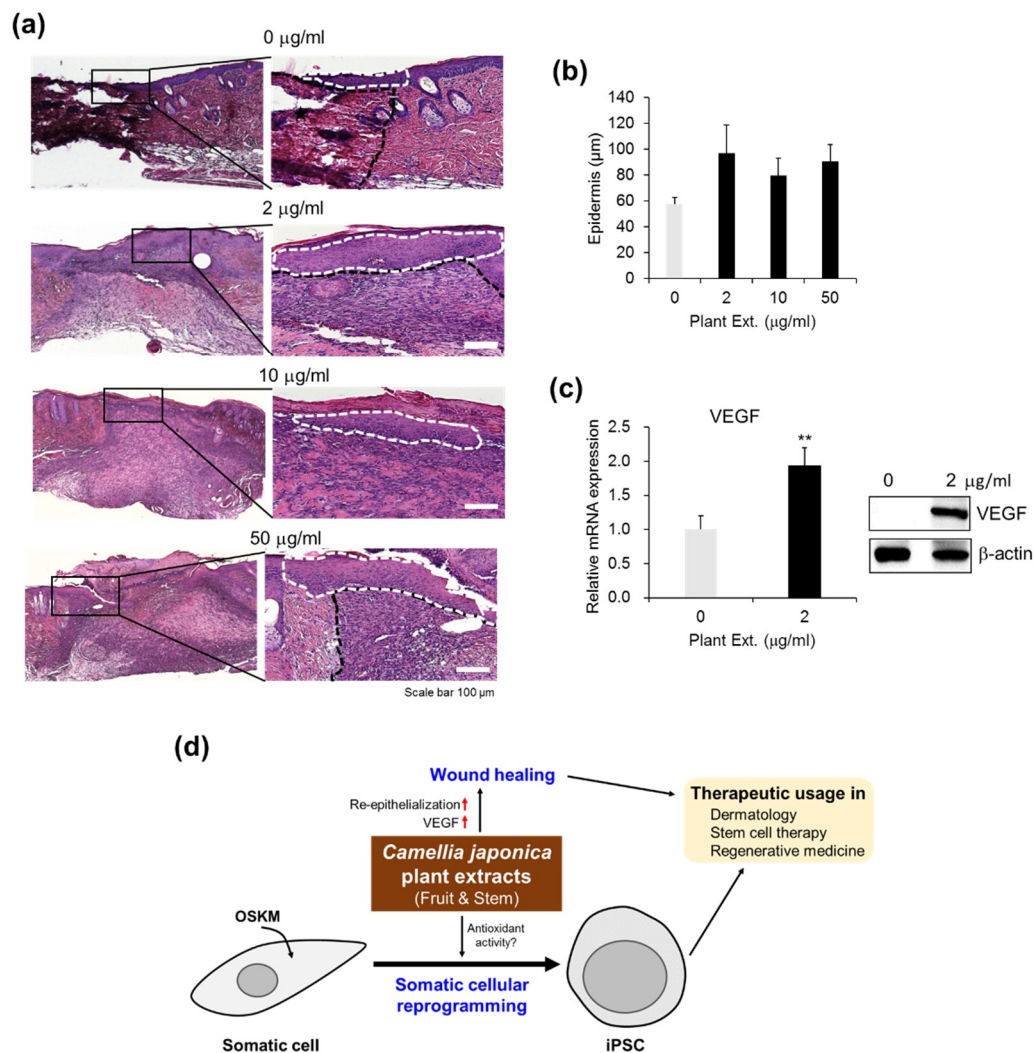 (a)
0 μg/ml
2 μg/ml
10 μg/ml
50 μg/ml
Scale bar 100 μm
(b)
Epidermis (μm)
140
120
100
80
60
40
20
0
0 2 10 50
Plant Ext. (μg/ml)
(c)
VEGF
Relative mRNA expression
2.5
2.0
1.5
1.0
0.5
0.0
**
0 2
Plant Ext. (μg/ml)
0 2 μg/ml
VEGF
β-actin
(d)
Wound healing
Re-epithelialization
VEGF
Camellia japonica
plant extracts
(Fruit & Stem)
Therapeutic usage in
Dermatology
Stem cell therapy
Regenerative medicine
OSKM
Antioxidant
activity?
Somatic cellular
reprogramming
Somatic cell
iPSC